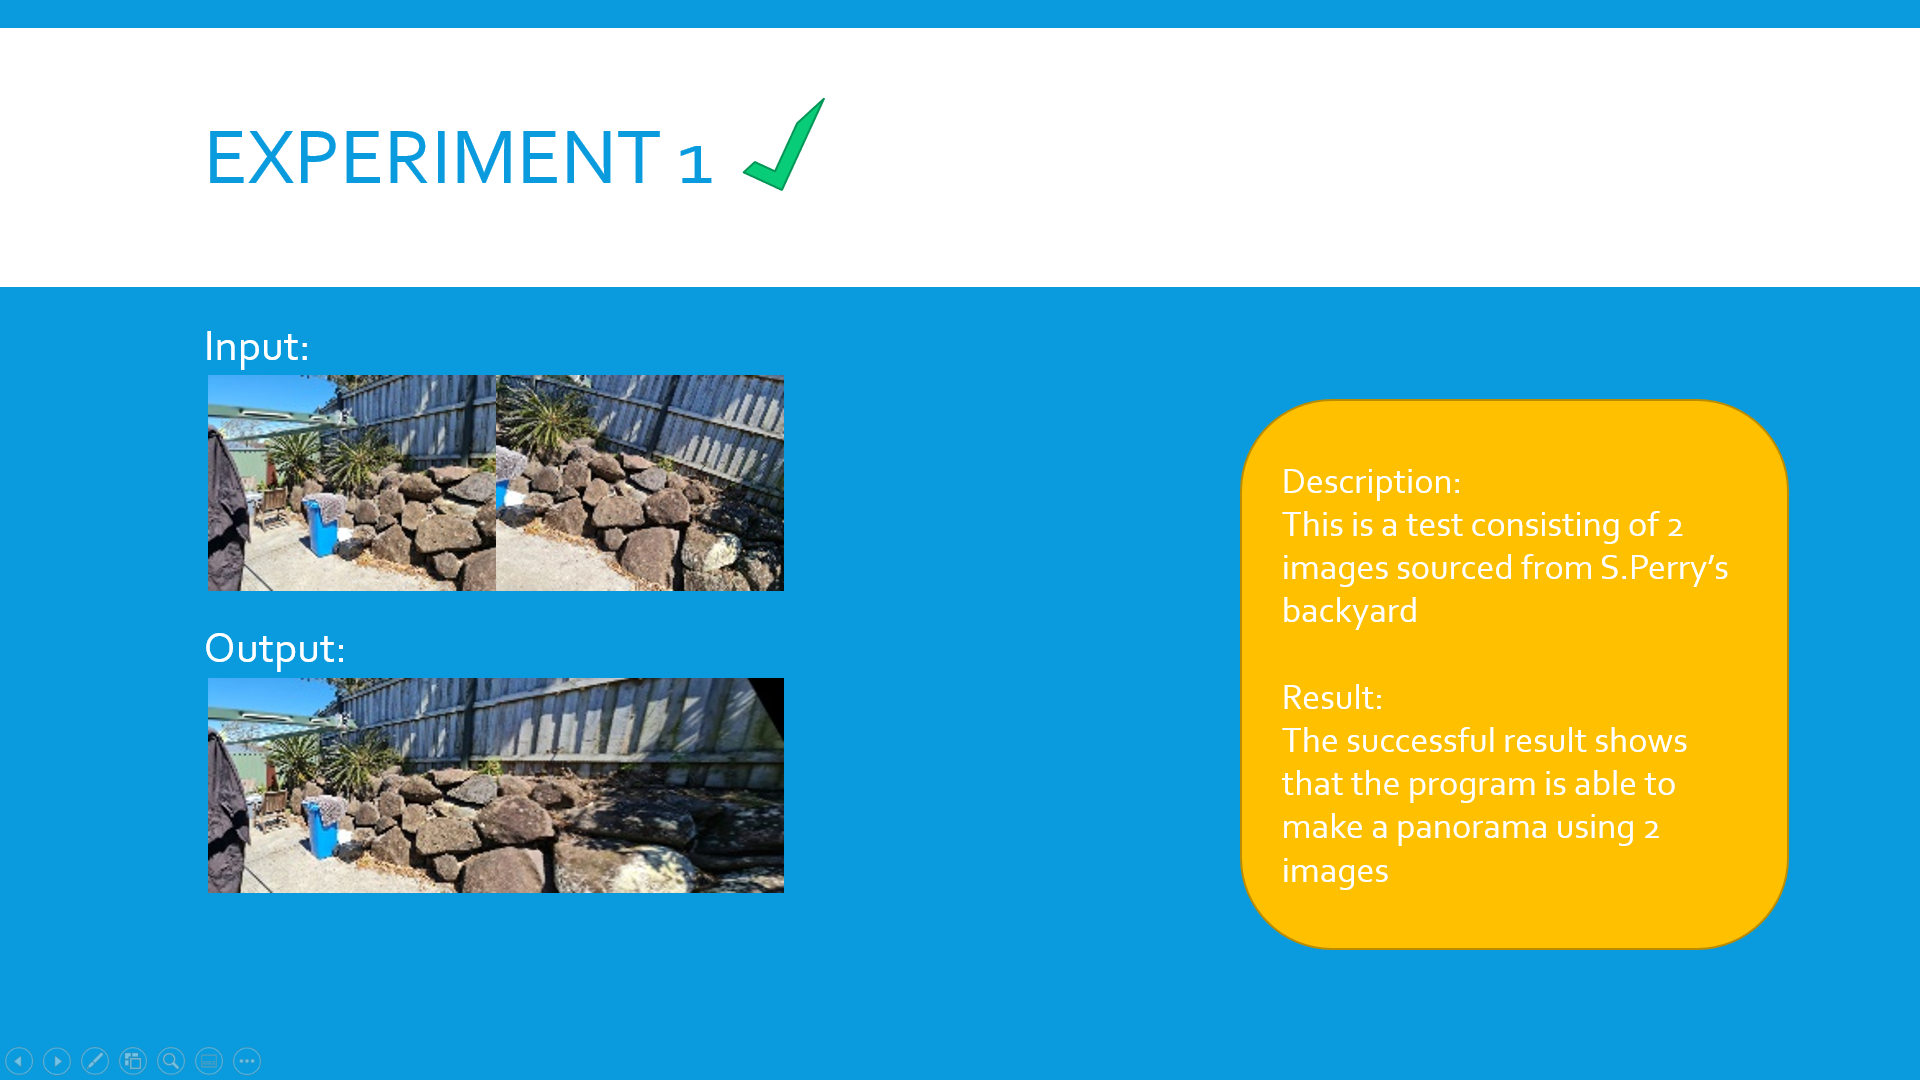 EXPERIMENT 1
Input:
Output:
Description:
This is a test consisting of 2
images sourced from S.Perry’s
backyard
Result:
The successful result shows
that the program is able to
make a panorama using 2
images